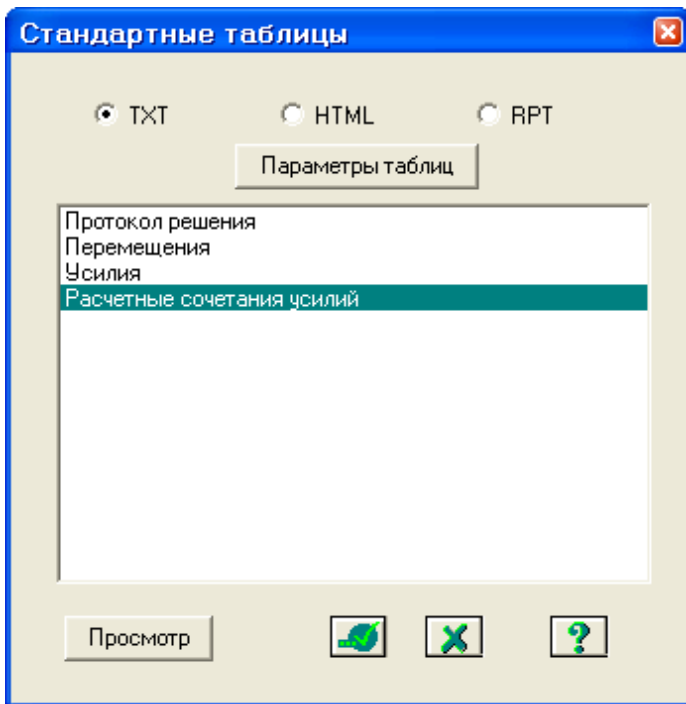 Стандартные таблицы
TXT HTML RPT
Параметры таблиц
Протокол решения
Перемещения
Усилия
Расчетные сочетания усилий
Просмотр
?